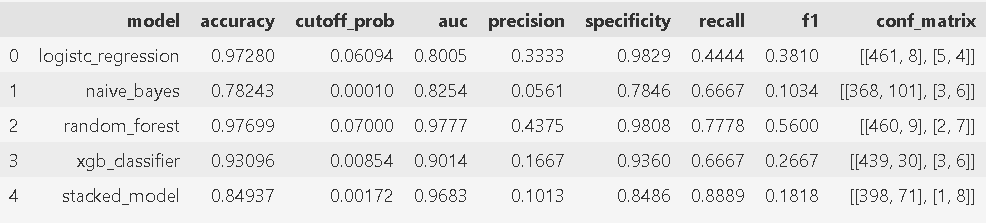 model accuracy cutoff_prob auc precision specificity recall f1 conf_matrix
0 logistc_regression 0.97280 0.06094 0.8005 0.3333 0.9829 0.4444 0.3810 [[461, 8], [5, 4]]
1 naive_bayes 0.78243 0.00010 0.8254 0.0561 0.7846 0.6667 0.1034 [[368, 101], [3, 6]]
2 random_forest 0.97699 0.07000 0.9777 0.4375 0.9808 0.7778 0.5600 [[460, 9], [2, 7]]
3 xgb_classifier 0.93096 0.00854 0.9014 0.1667 0.9360 0.6667 0.2667 [[439, 30], [3, 6]]
4 stacked_model 0.84937 0.00172 0.9683 0.1013 0.8486 0.8889 0.1818 [[398, 71], [1, 8]]